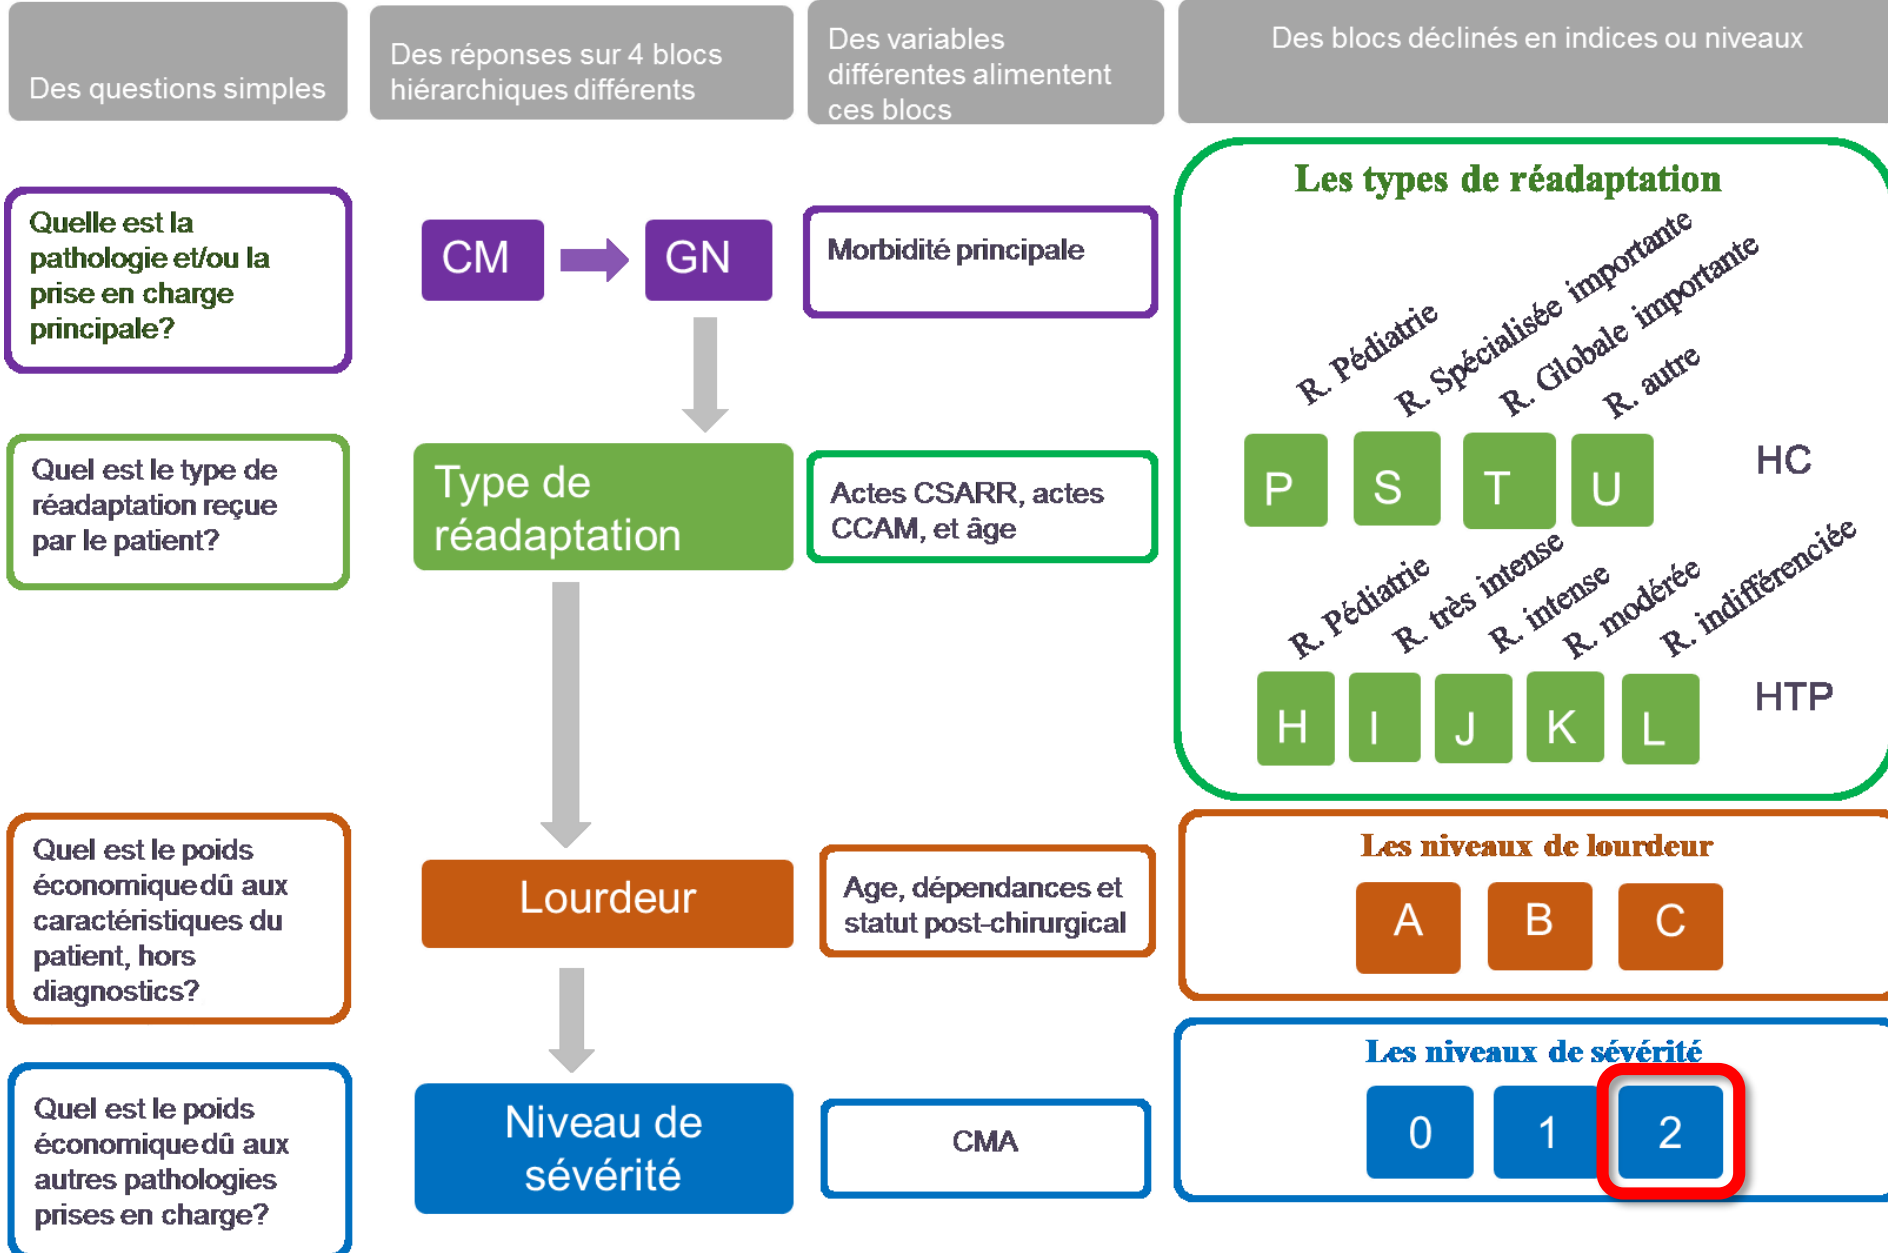 Des questions simples
Des réponses sur 4 blocs
hiérarchiques différents
Des variables
différentes alimentent
ces blocs
Des blocs déclinés en indices ou niveaux
Quelle est la
pathologie et/ou la
prise en charge
principale?
CM
GN
Morbidité principale
Les types de réadaptation
R. Pédiatrie
R. Spécialisée importante
R. Globale importante
R. autre
P
S
T
U
HC
Quel est le type de
réadaptation reçue
par le patient?
Type de
réadaptation
Actes CSARR, actes
CCAM, et âge
R. Pédiatrie
R. très intense
R. intense
R. modérée
R. indifférenciée
H
I
J
K
L
HTP
Quel est le poids
économique dû aux
caractéristiques du
patient, hors
diagnostics?
Lourdeur
Age, dépendances et
statut post-chirurgical
Les niveaux de lourdeur
A
B
C
Quel est le poids
économique dû aux
autres pathologies
prises en charge?
Niveau de
sévérité
CMA
Les niveaux de sévérité
0
1
2